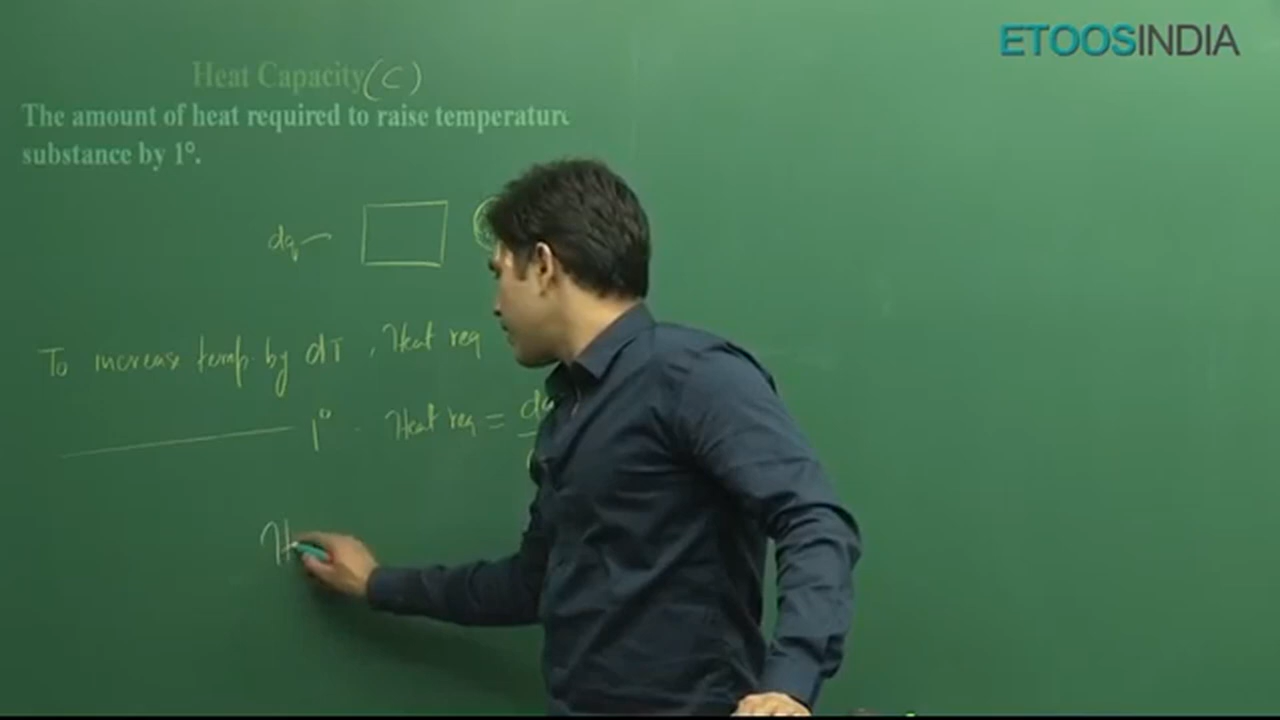 ETOOSINDIA
Heat Capacity (C)
The amount of heat required to raise temperature
substance by 1°.
dq
To increase temp. by dT, Heat req
1° Heat req = dq
H